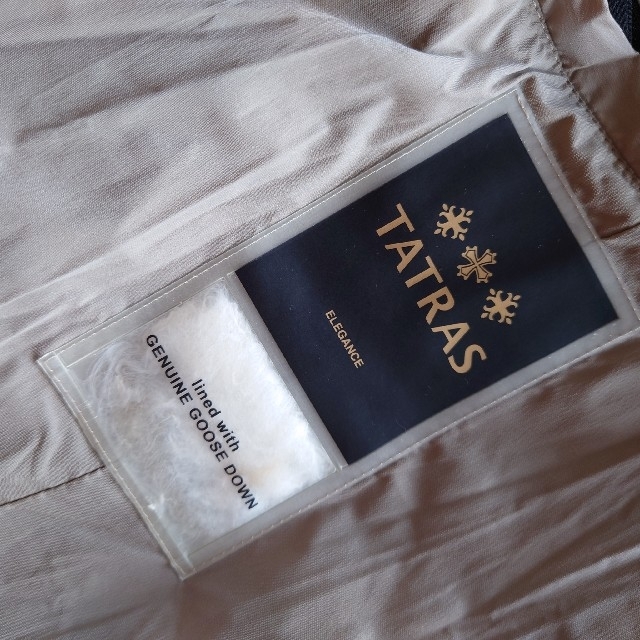 TATRAS
ELEGANCE
lined with
GENUINE GOOSE DOWN